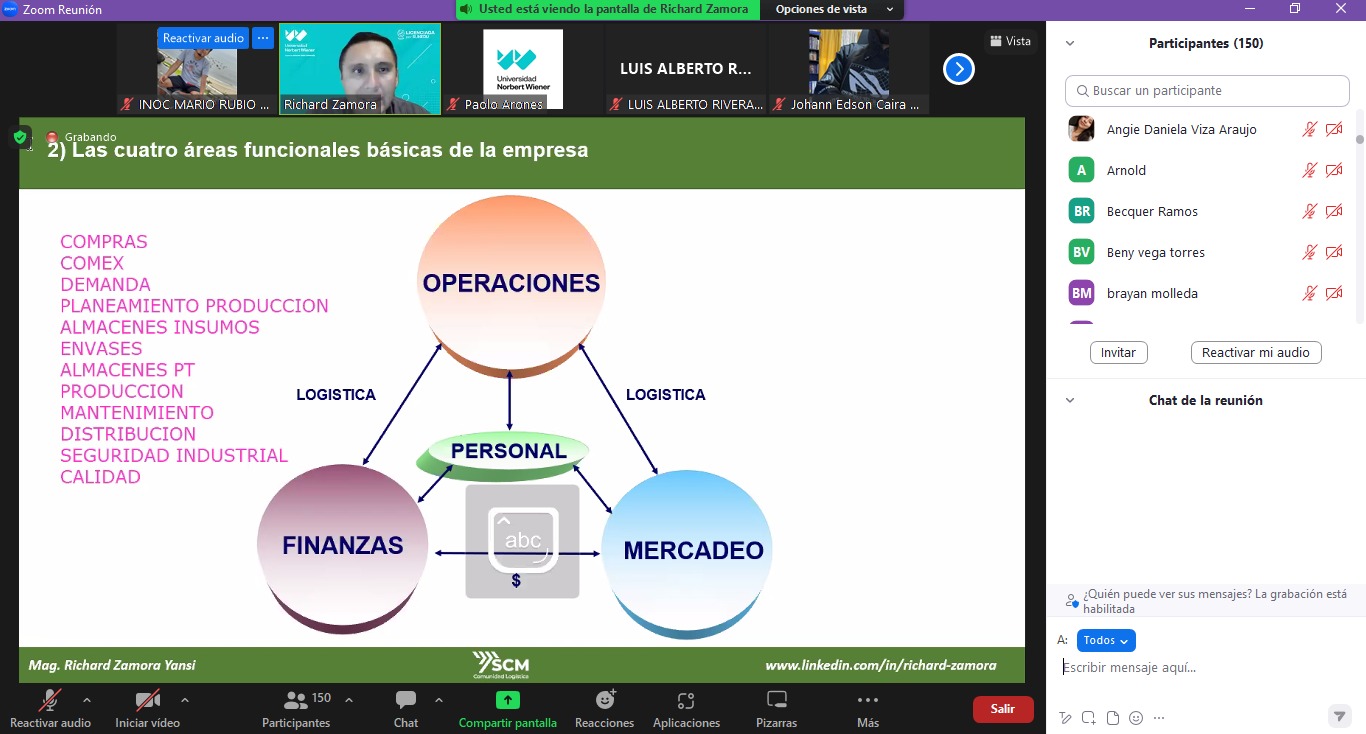 Zoom Reunión
Usted está viendo la pantalla de Richard Zamora
Opciones de vista
Reactivar audio
Universidad
Norbert Wiener
LICENCIADA
Universidad
Norbert Wiener
LUIS ALBERTO R...
Vista
INOC MARIO RUBIO ...
Richard Zamora
Paolo Arones
LUIS ALBERTO RIVERA...
Johann Edson Caira ...
Grabando
2) Las cuatro áreas funcionales básicas de la empresa
COMPRAS
COMEX
DEMANDA
PLANEAMIENTO PRODUCCION
ALMACENES INSUMOS
ENVASES
ALMACENES PT
PRODUCCION
MANTENIMIENTO
DISTRIBUCION
SEGURIDAD INDUSTRIAL
CALIDAD
OPERACIONES
LOGISTICA
LOGISTICA
PERSONAL
FINANZAS
abc
$
MERCADEO
Mag. Richard Zamora Yansi
SCM
Comunidad Logística
www.linkedin.com/in/richard-zamora
Reactivar audio
Iniciar vídeo
150
Participantes
Chat
Compartir pantalla
Reacciones
Aplicaciones
Pizarras
Más
Salir
Participantes (150)
Buscar un participante
Angie Daniela Viza Araujo
A
Arnold
BR
Becquer Ramos
BV
Beny vega torres
BM
brayan molleda
Invitar
Reactivar mi audio
Chat de la reunión
¿Quién puede ver sus mensajes? La grabación está
habilitada
A:
Todos
Escribir mensaje aquí...